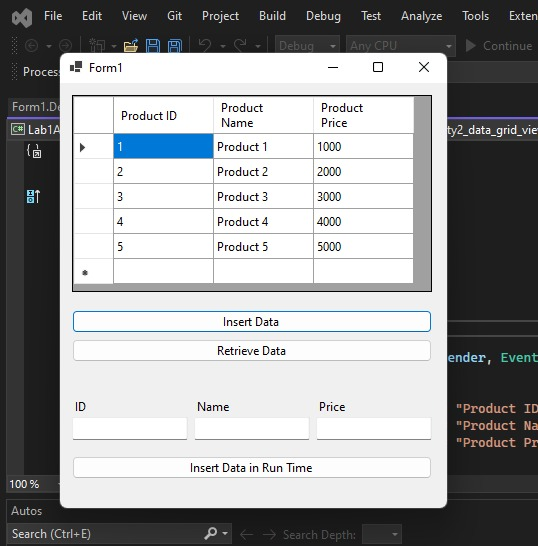 File Edit View Git Project Build Debug Test Analyze Tools Exten
Debug Any CPU Continue
Process
Form1
Form1.De
Lab1A
ty2_data_grid_vie
Product ID Product Name Product Price
1 Product 1 1000
2 Product 2 2000
3 Product 3 3000
4 Product 4 4000
5 Product 5 5000
Insert Data
Retrieve Data
ender, Event
ID Name Price
"Product ID
"Product Na
"Product Pr
Insert Data in Run Time
100 %
Autos
Search (Ctrl+E) Search Depth: